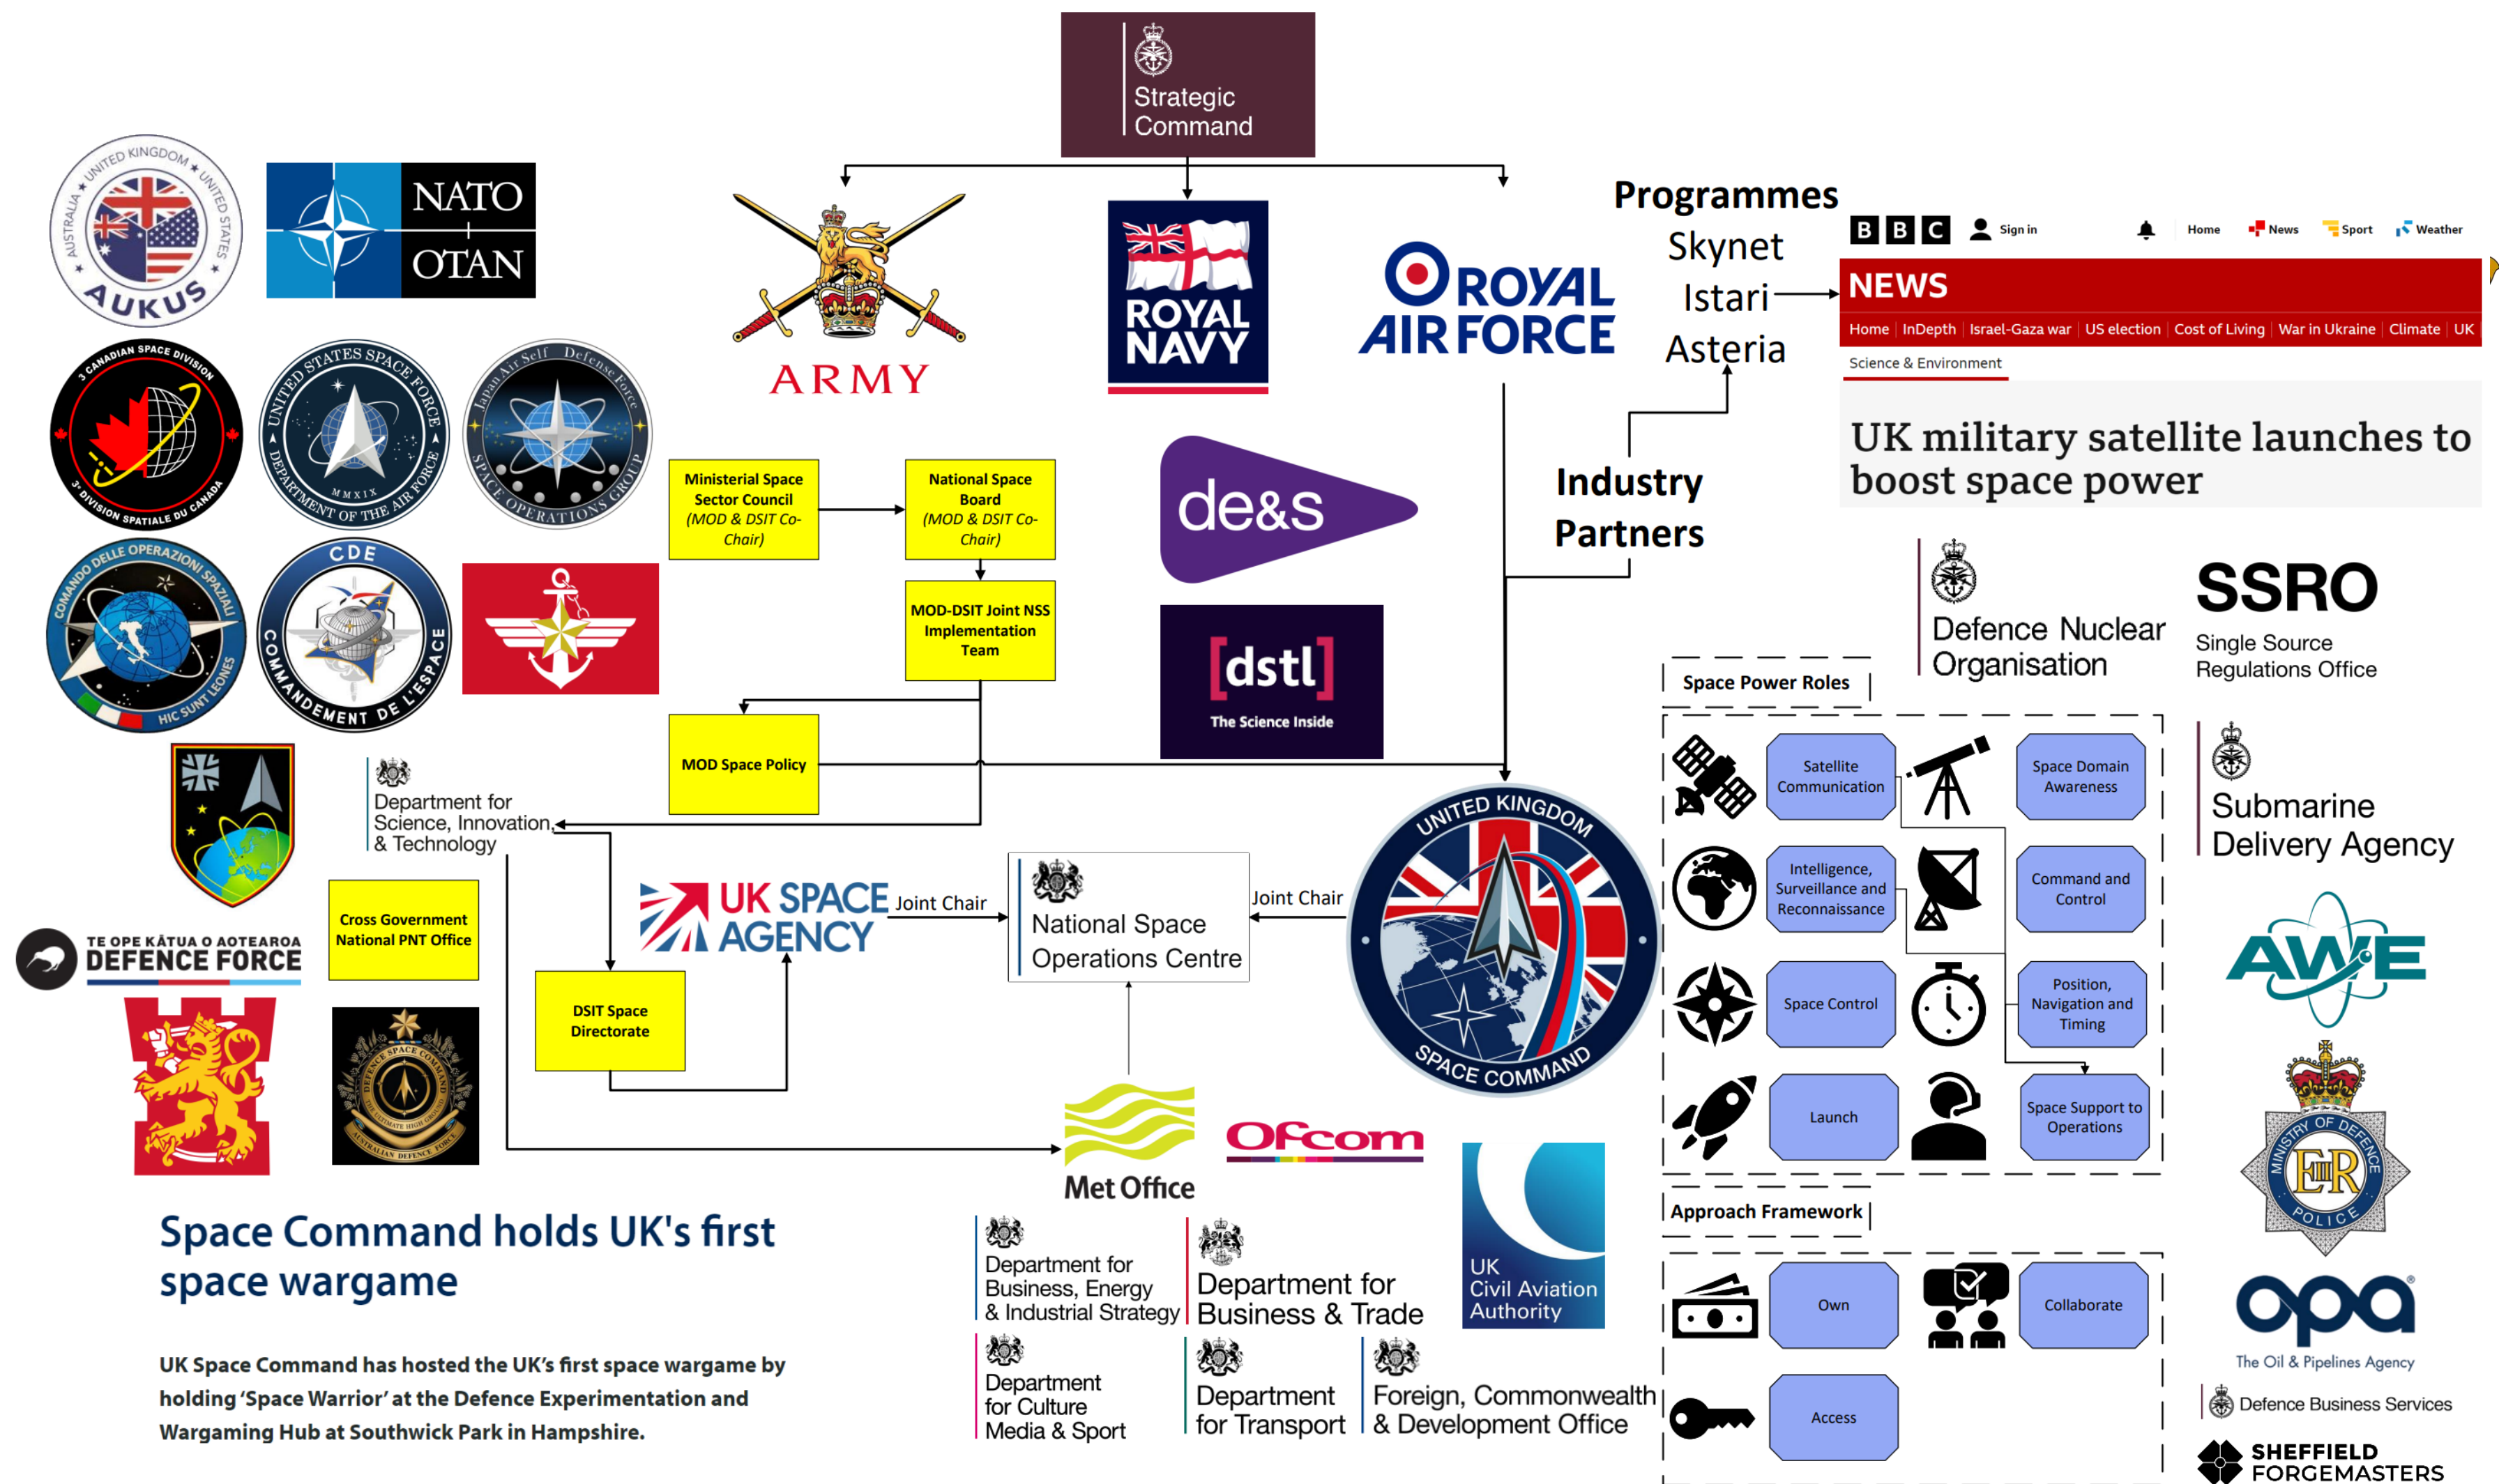 Strategic
Command
AUSTRALIA ★ UNITED KINGDOM ★ UNITED STATES ★
AUKUS
NATO
OTAN
ARMY
ROYAL
NAVY
ROYAL
AIR FORCE
Programmes
Skynet
Istari
Asteria
BBC
Sign in
Home
News
Sport
Weather
NEWS
Home
InDepth
Israel-Gaza war
US election
Cost of Living
War in Ukraine
Climate
UK
Science & Environment
UK military satellite launches to
boost space power
3 CANADIAN SPACE DIVISION
3e DIVISION SPATIALE DU CANADA
UNITED STATES SPACE FORCE
MMXIX
DEPARTMENT OF THE AIR FORCE
Japan Air Self Defense Force
SPACE OPERATIONS GROUP
COMANDO DELLE OPERAZIONI SPAZIALI
HIC SUNT LEONES
CDE
COMMANDEMENT DE L'ESPACE
Ministerial Space
Sector Council
(MOD & DSIT Co-
Chair)
National Space
Board
(MOD & DSIT Co-
Chair)
MOD-DSIT Joint NSS
Implementation
Team
MOD Space Policy
de&s
[dstl]
The Science Inside
Industry
Partners
Defence Nuclear
Organisation
SSRO
Single Source
Regulations Office
Department for
Science, Innovation,
& Technology
Cross Government
National PNT Office
TE OPE KĀTUA O AOTEAROA
DEFENCE FORCE
DEFENCE SPACE COMMAND
THE ULTIMATE HIGH GROUND
AUSTRALIAN DEFENCE FORCE
DSIT Space
Directorate
UK SPACE
AGENCY
Joint Chair
National Space
Operations Centre
Joint Chair
UNITED KINGDOM
SPACE COMMAND
Met Office
Ofcom
Space Power Roles
Satellite
Communication
Space Domain
Awareness
Intelligence,
Surveillance and
Reconnaissance
Command and
Control
Space Control
Position,
Navigation and
Timing
Launch
Space Support to
Operations
Approach Framework
Own
Collaborate
Access
Submarine
Delivery Agency
AWE
MINISTRY OF DEFENCE
EIIR
POLICE
opa®
The Oil & Pipelines Agency
Defence Business Services
SHEFFIELD
FORGEMASTERS
Space Command holds UK's first
space wargame
UK Space Command has hosted the UK's first space wargame by
holding 'Space Warrior' at the Defence Experimentation and
Wargaming Hub at Southwick Park in Hampshire.
Department for
Business, Energy
& Industrial Strategy
Department for
Business & Trade
UK
Civil Aviation
Authority
Department
for Culture
Media & Sport
Department
for Transport
Foreign, Commonwealth
& Development Office